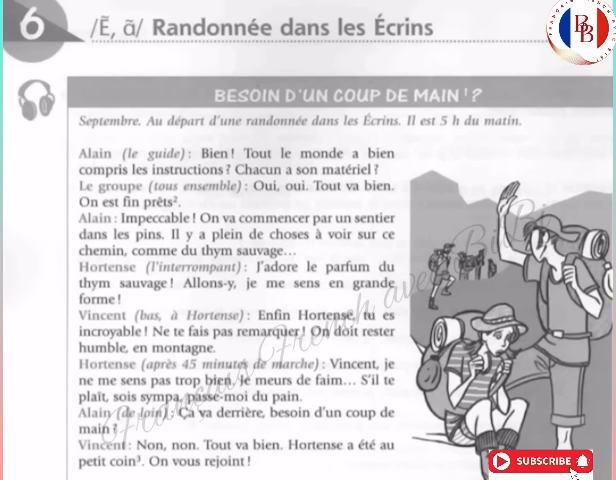 6
/Ẽ, ɑ̃/ Randonnée dans les Écrins
BB
BESOIN D'UN COUP DE MAIN ¹ ?
Septembre. Au départ d'une randonnée dans les Écrins. Il est 5 h du matin.
Alain (le guide) : Bien ! Tout le monde a bien
compris les instructions ? Chacun a son matériel ?
Le groupe (tous ensemble) : Oui, oui. Tout va bien.
On est fin prêts².
Alain : Impeccable ! On va commencer par un sentier
dans les pins. Il y a plein de choses à voir sur ce
chemin, comme du thym sauvage…
Hortense (l'interrompant) : J'adore le parfum du
thym sauvage ! Allons-y, je me sens en grande
forme !
Vincent (bas, à Hortense) : Enfin Hortense, tu es
incroyable ! Ne te fais pas remarquer ! On doit rester
humble, en montagne.
Hortense (après 45 minutes de marche) : Vincent, je
ne me sens pas trop bien. Je meurs de faim… S'il te
plaît, sois sympa, passe-moi du pain.
Alain (de loin) : Ça va derrière, besoin d'un coup de
main ?
Vincent : Non, non. Tout va bien. Hortense a été au
petit coin³. On vous rejoint !
SUBSCRIBE